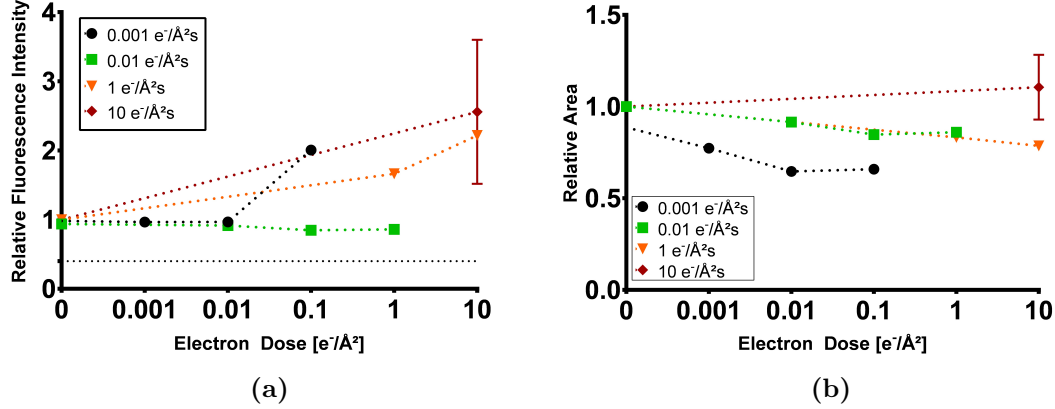 Relative Fluorescence Intensity
4
3
2
1
0
0.001 e⁻/Å²s
0.01 e⁻/Å²s
1 e⁻/Å²s
10 e⁻/Å²s
0 0.001 0.01 0.1 1 10
Electron Dose [e⁻/Å²]
(a)
Relative Area
1.5
1.0
0.5
0.0
0.001 e⁻/Å²s
0.01 e⁻/Å²s
1 e⁻/Å²s
10 e⁻/Å²s
0 0.001 0.01 0.1 1 10
Electron Dose [e⁻/Å²]
(b)